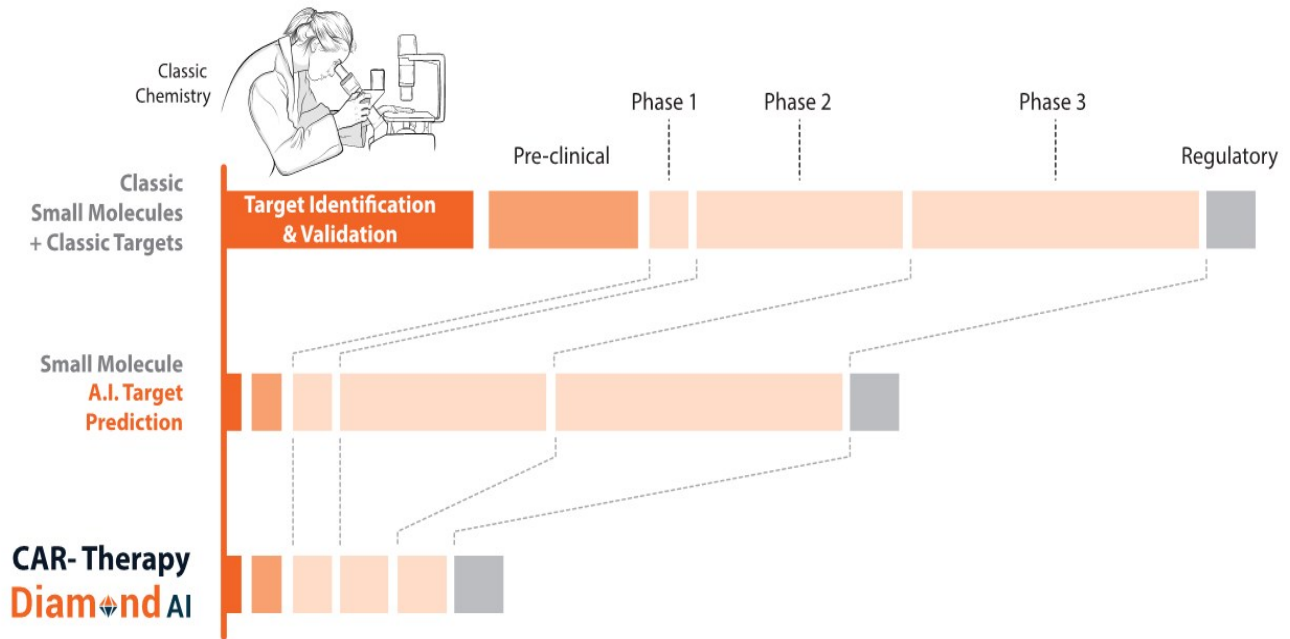 Classic
Chemistry
Phase 1
Phase 2
Phase 3
Pre-clinical
Regulatory
Classic
Small Molecules
+ Classic Targets
Target Identification
& Validation
Small Molecule
A.I. Target
Prediction
CAR- Therapy
Diamond AI